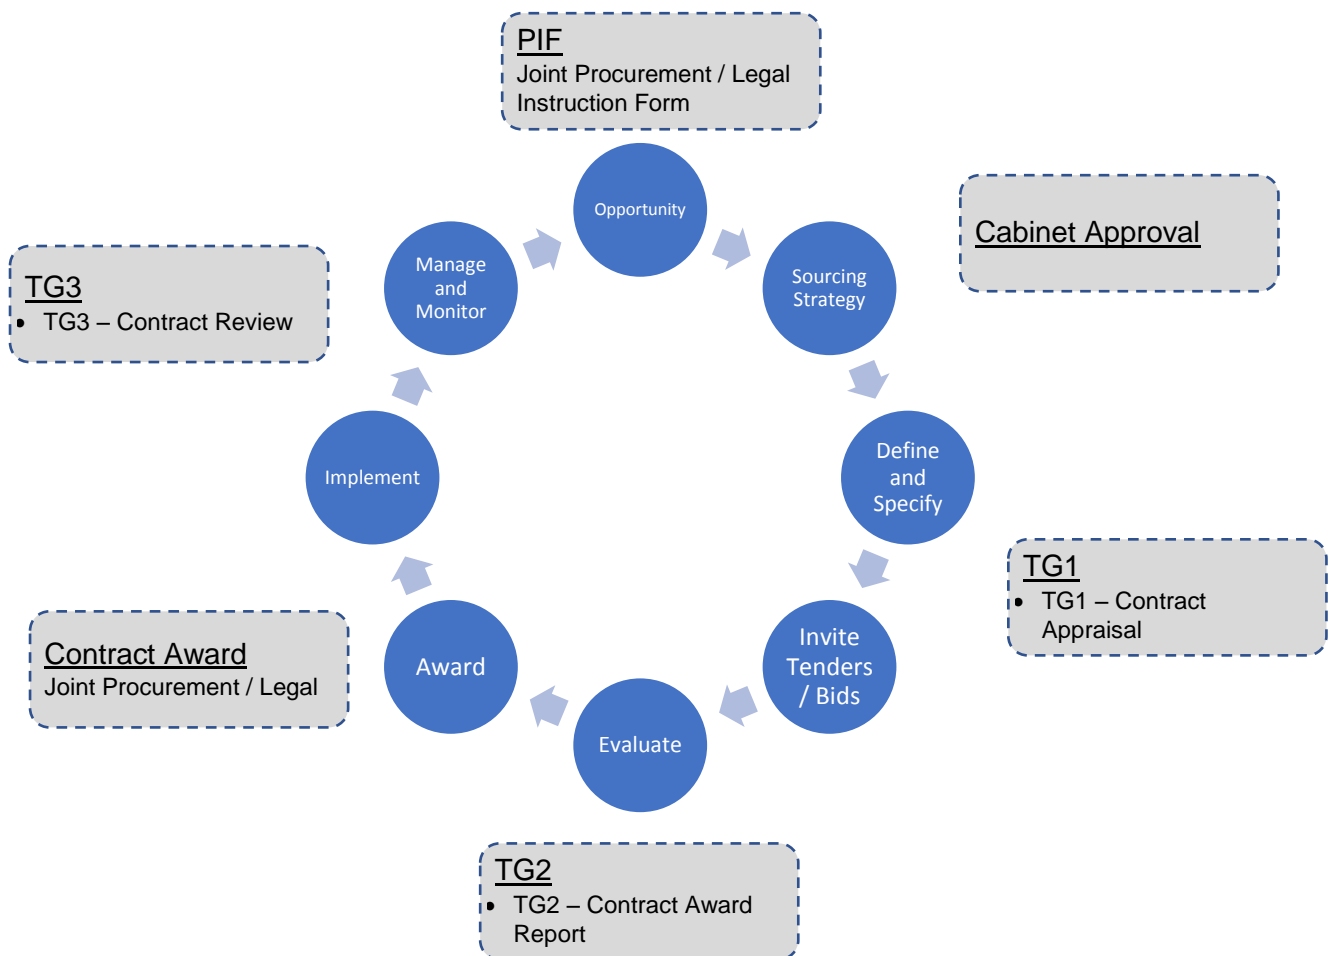 PIF
Joint Procurement / Legal
Instruction Form
Opportunity
Cabinet Approval
Sourcing
Strategy
Manage
and
Monitor
TG3
• TG3 – Contract Review
Define
and
Specify
Implement
TG1
• TG1 – Contract
Appraisal
Invite
Tenders
/ Bids
Award
Contract Award
Joint Procurement / Legal
Evaluate
TG2
• TG2 – Contract Award
Report